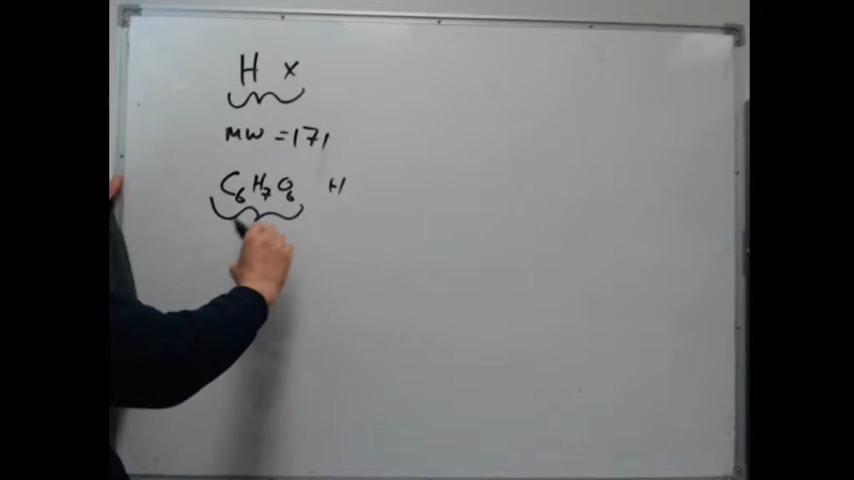 H x
MW = 171
C₆H₇O₆ H